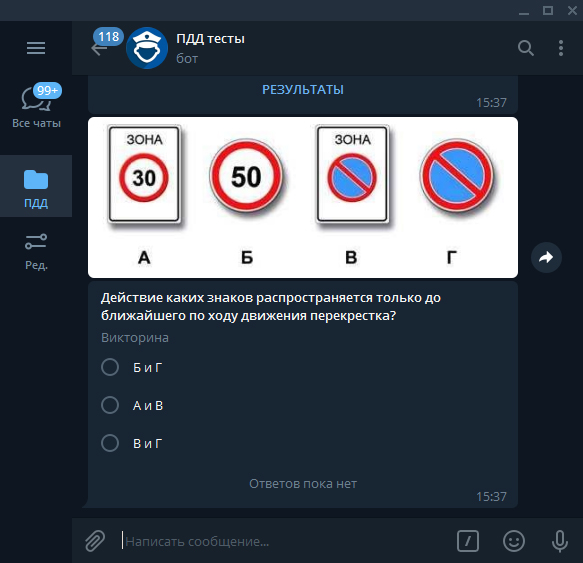 118
ПДД тесты
бот
99+
Все чаты
ПДД
Ред.
РЕЗУЛЬТАТЫ
15:37
ЗОНА
30
50
ЗОНА
А
Б
В
Г
Действие каких знаков распространяется только до
ближайшего по ходу движения перекрестка?
Викторина
Б и Г
А и В
В и Г
Ответов пока нет
15:37
Написать сообщение...